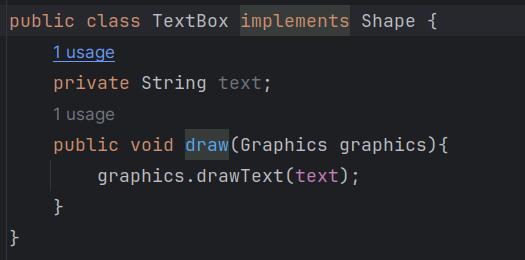 public class TextBox implements Shape {
1 usage
private String text;
1 usage
public void draw(Graphics graphics){
graphics.drawText(text);
}
}